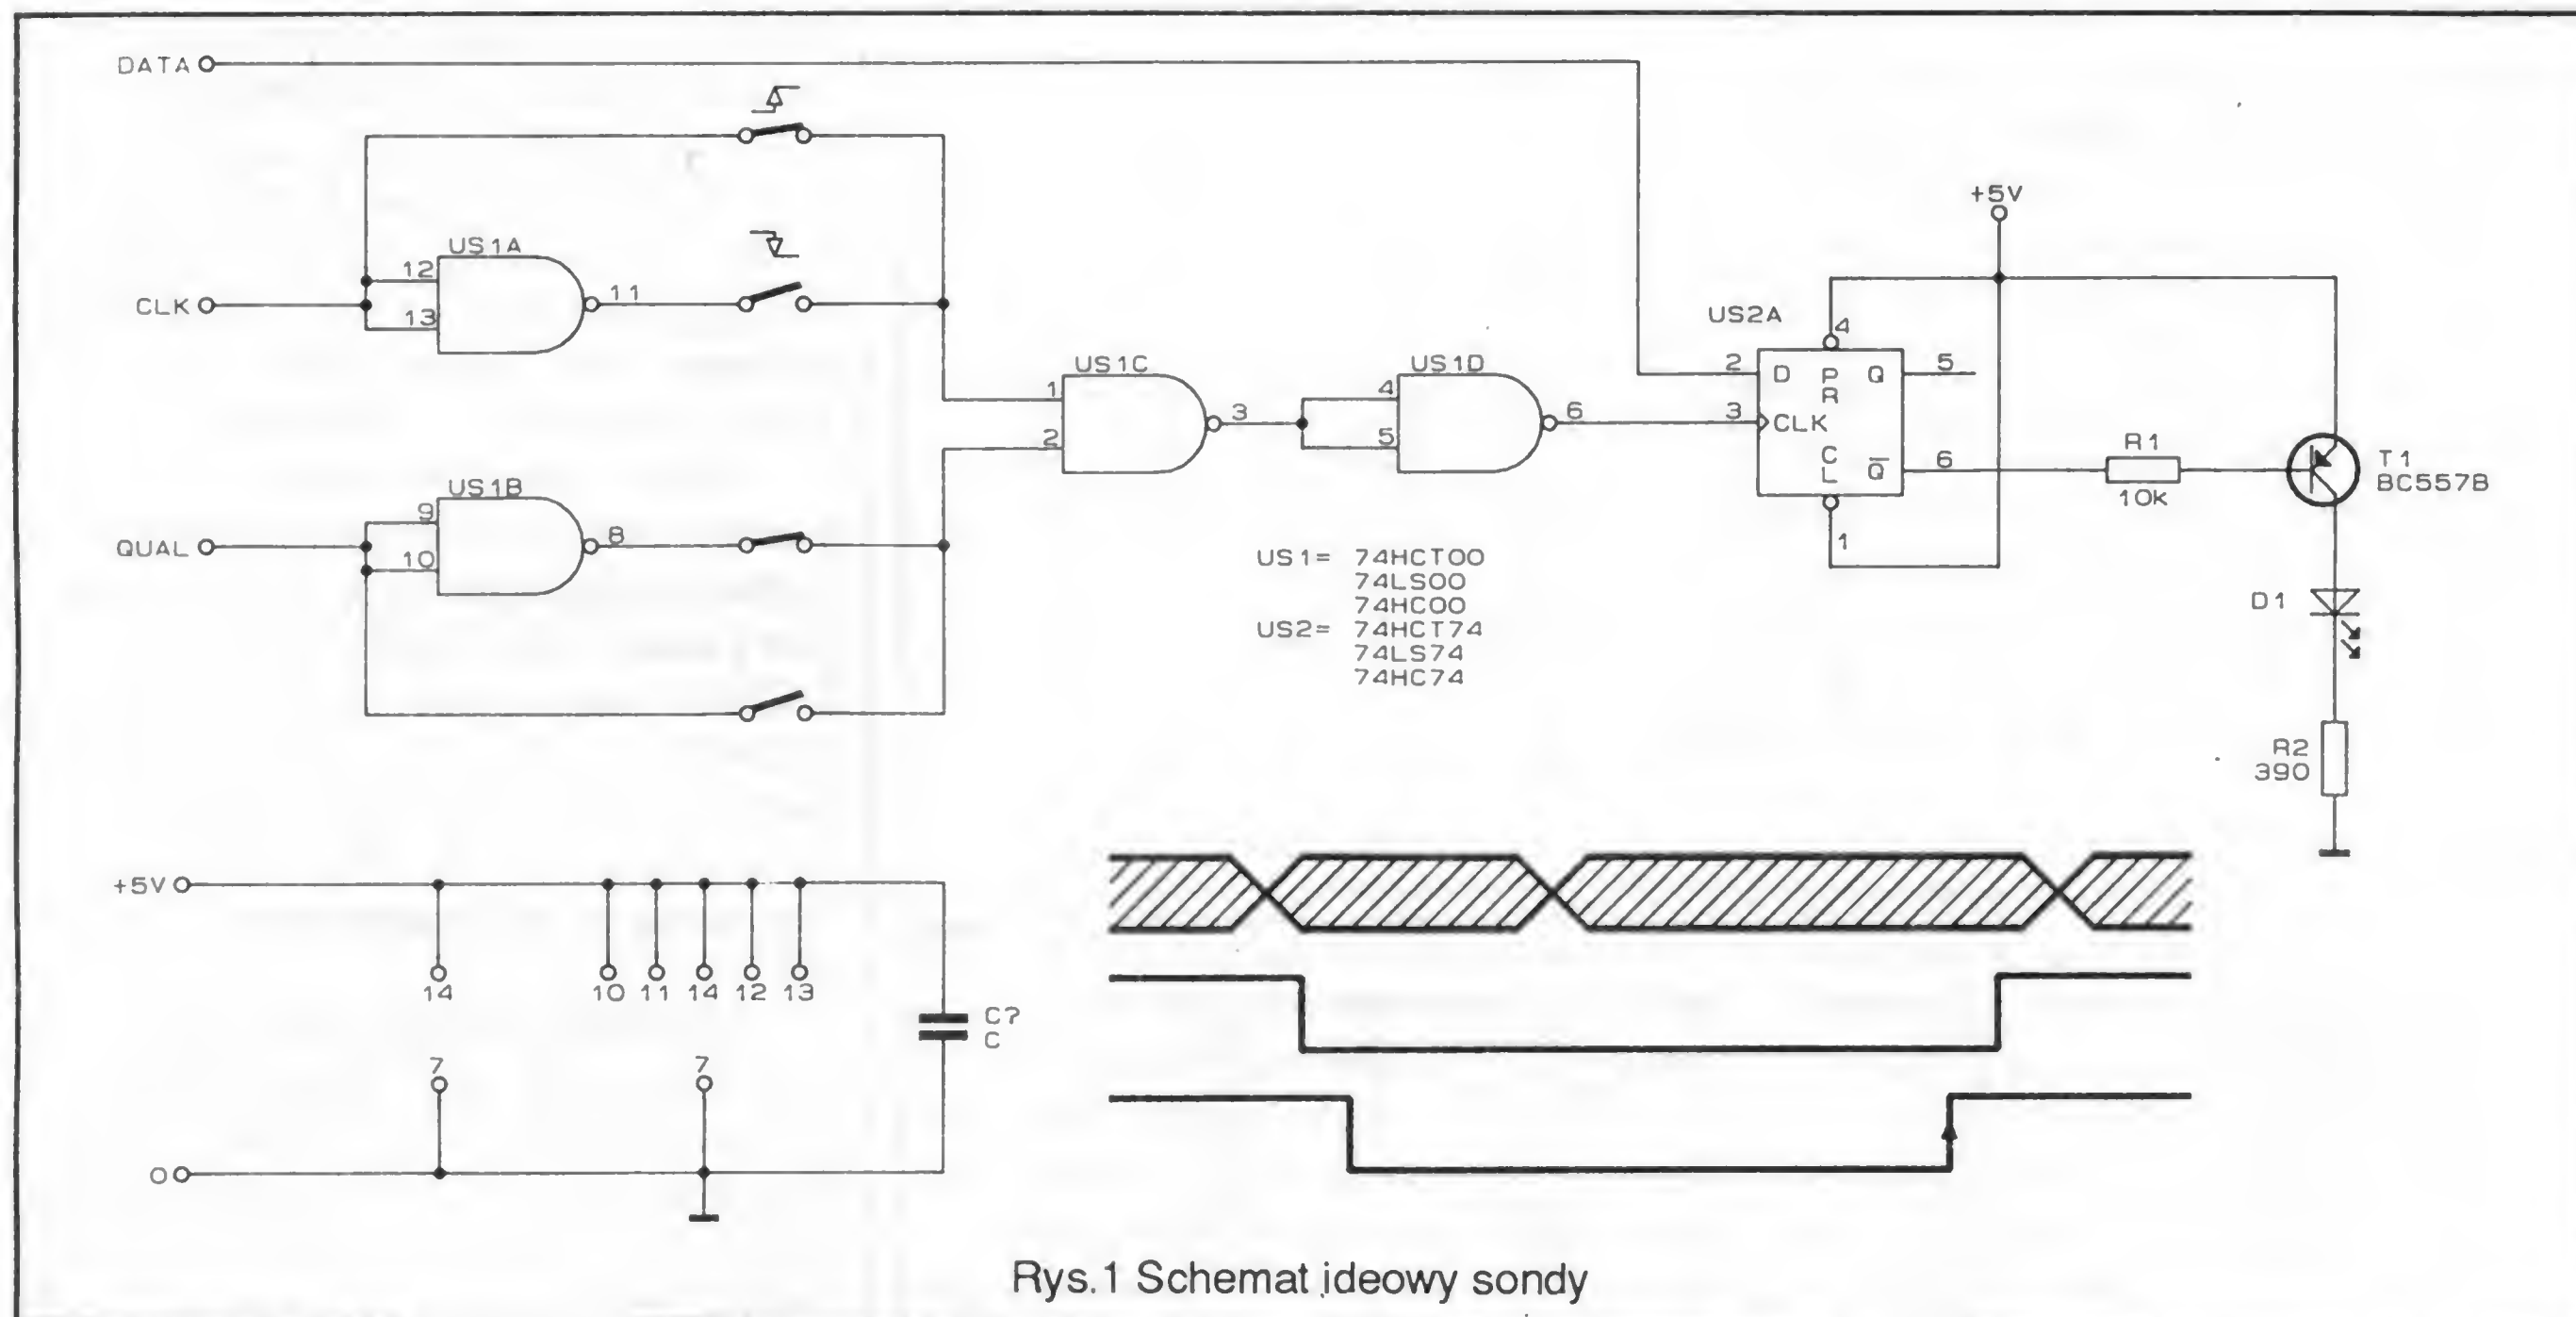 DATA
US1A
12
CLK
13
11
US1B
9
QUAL
10
8
US1C
1
2
3
US1D
4
5
6
+5V
US2A
4
2 D PR Q 5
3 CLK
CL Q̅ 6
1
R1
10K
T1
BC557B
US1= 74HCT00
74LS00
74HC00
US2= 74HCT74
74LS74
74HC74
D1
R2
390
+5V
14
10 11 14 12 13
C?
C
7
7
0
Rys.1 Schemat ideowy sondy